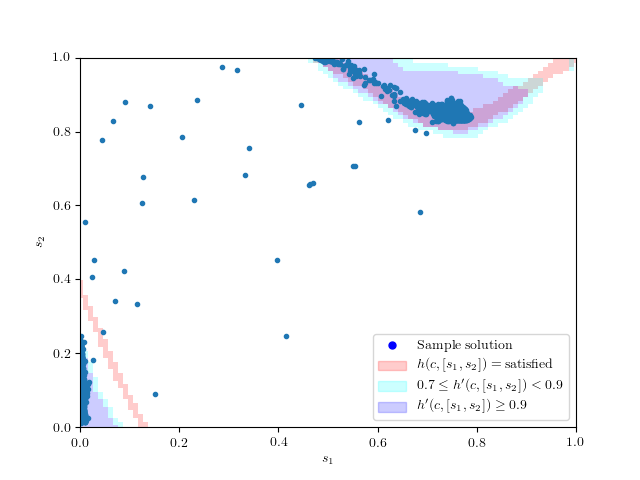 1.0
0.8
0.6
0.4
0.2
0.0
s₂
0.0 0.2 0.4 0.6 0.8 1.0
s₁
Sample solution
h(c, [s₁, s₂]) = satisfied
0.7 ≤ h′(c, [s₁, s₂]) < 0.9
h′(c, [s₁, s₂]) ≥ 0.9